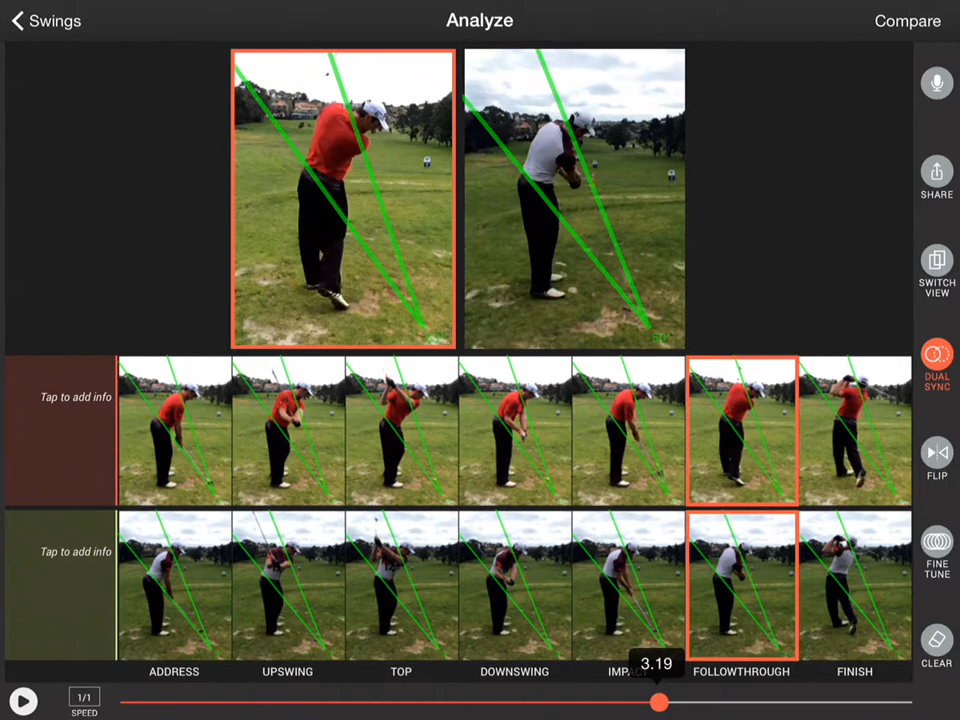 Swings
Analyze
Compare
SHARE
SWITCH
VIEW
DUAL
SYNC
FLIP
FINE
TUNE
CLEAR
Tap to add info
Tap to add info
ADDRESS
UPSWING
TOP
DOWNSWING
FOLLOWTHROUGH
FINISH
3.19
1/1
SPEED